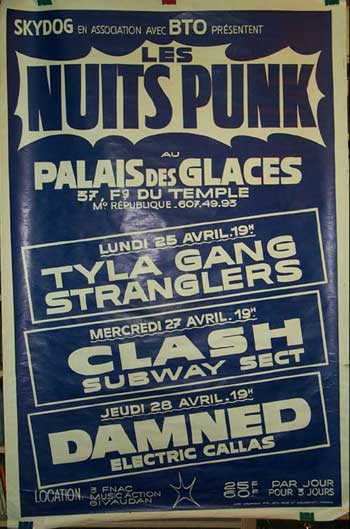 SKYDOG EN ASSOCIATION AVEC BTO PRÉSENTENT
LES
NUITS PUNK
AU
PALAIS DES GLACES
37, Fg DU TEMPLE
Mo RÉPUBLIQUE - 607.49.93
LUNDI 25 AVRIL.19H
TYLA GANG
STRANGLERS
MERCREDI 27 AVRIL.19H
CLASH
SUBWAY SECT
JEUDI 28 AVRIL.19H
DAMNED
ELECTRIC CALLAS
LOCATION: 3 FNAC
MUSIC ACTION
GIVAUDAN
25F PAR JOUR
60F POUR 3 JOURS